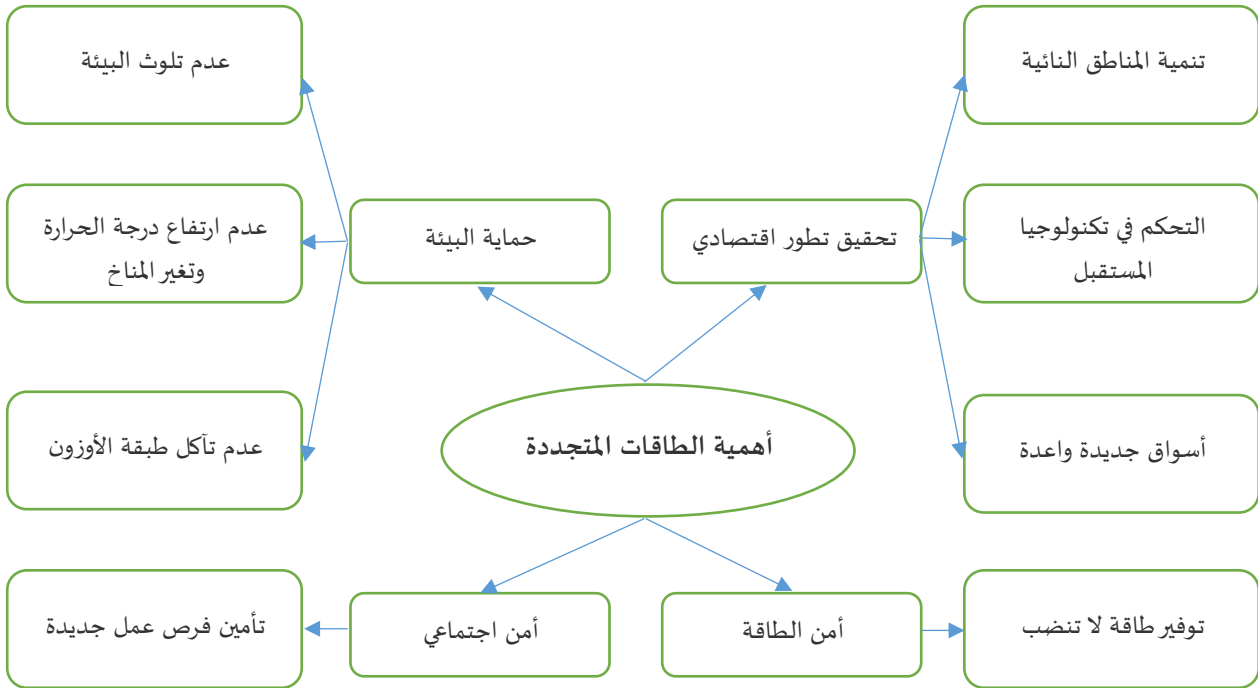 تنمية المناطق النائية
عدم تلوث البيئة
التحكم في تكنولوجيا
المستقبل
تحقيق تطور اقتصادي
حماية البيئة
عدم ارتفاع درجة الحرارة
وتغير المناخ
أسواق جديدة واعدة
أهمية الطاقات المتجددة
عدم تآكل طبقة الأوزون
توفير طاقة لا تنضب
أمن الطاقة
أمن اجتماعي
تأمين فرص عمل جديدة